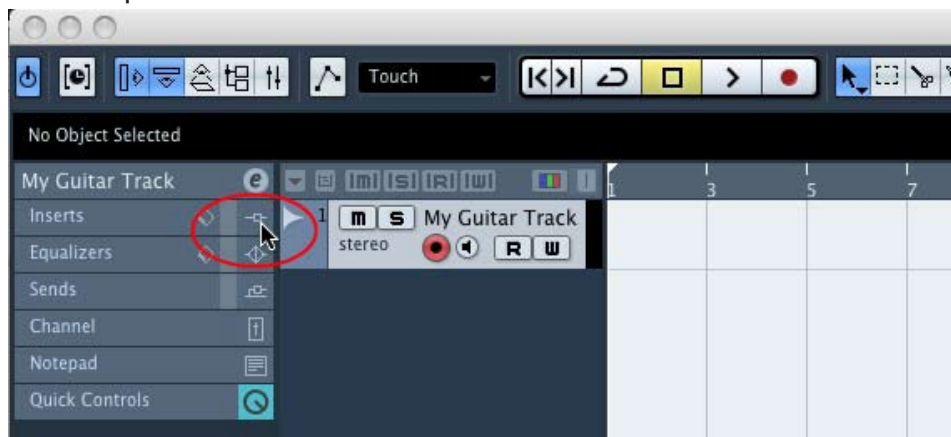 Touch
No Object Selected
My Guitar Track e |m| |S| |R| |W| 1 3 5 7
Inserts 1 m S My Guitar Track
stereo R W
Equalizers
Sends
Channel
Notepad
Quick Controls